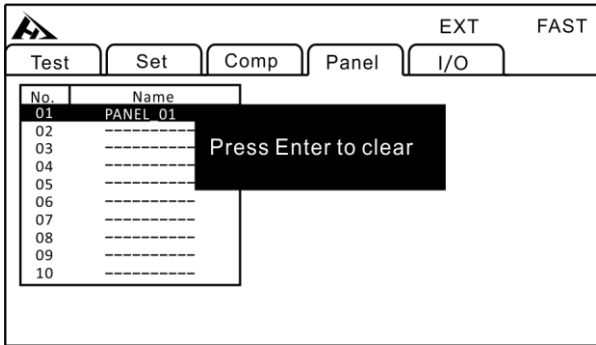 EXT FAST
Test Set Comp Panel I/O
No. Name
01 PANEL_01
02 ----------
03 ----------
Press Enter to clear
04 ----------
05 ----------
06 ----------
07 ----------
08 ----------
09 ----------
10 ----------